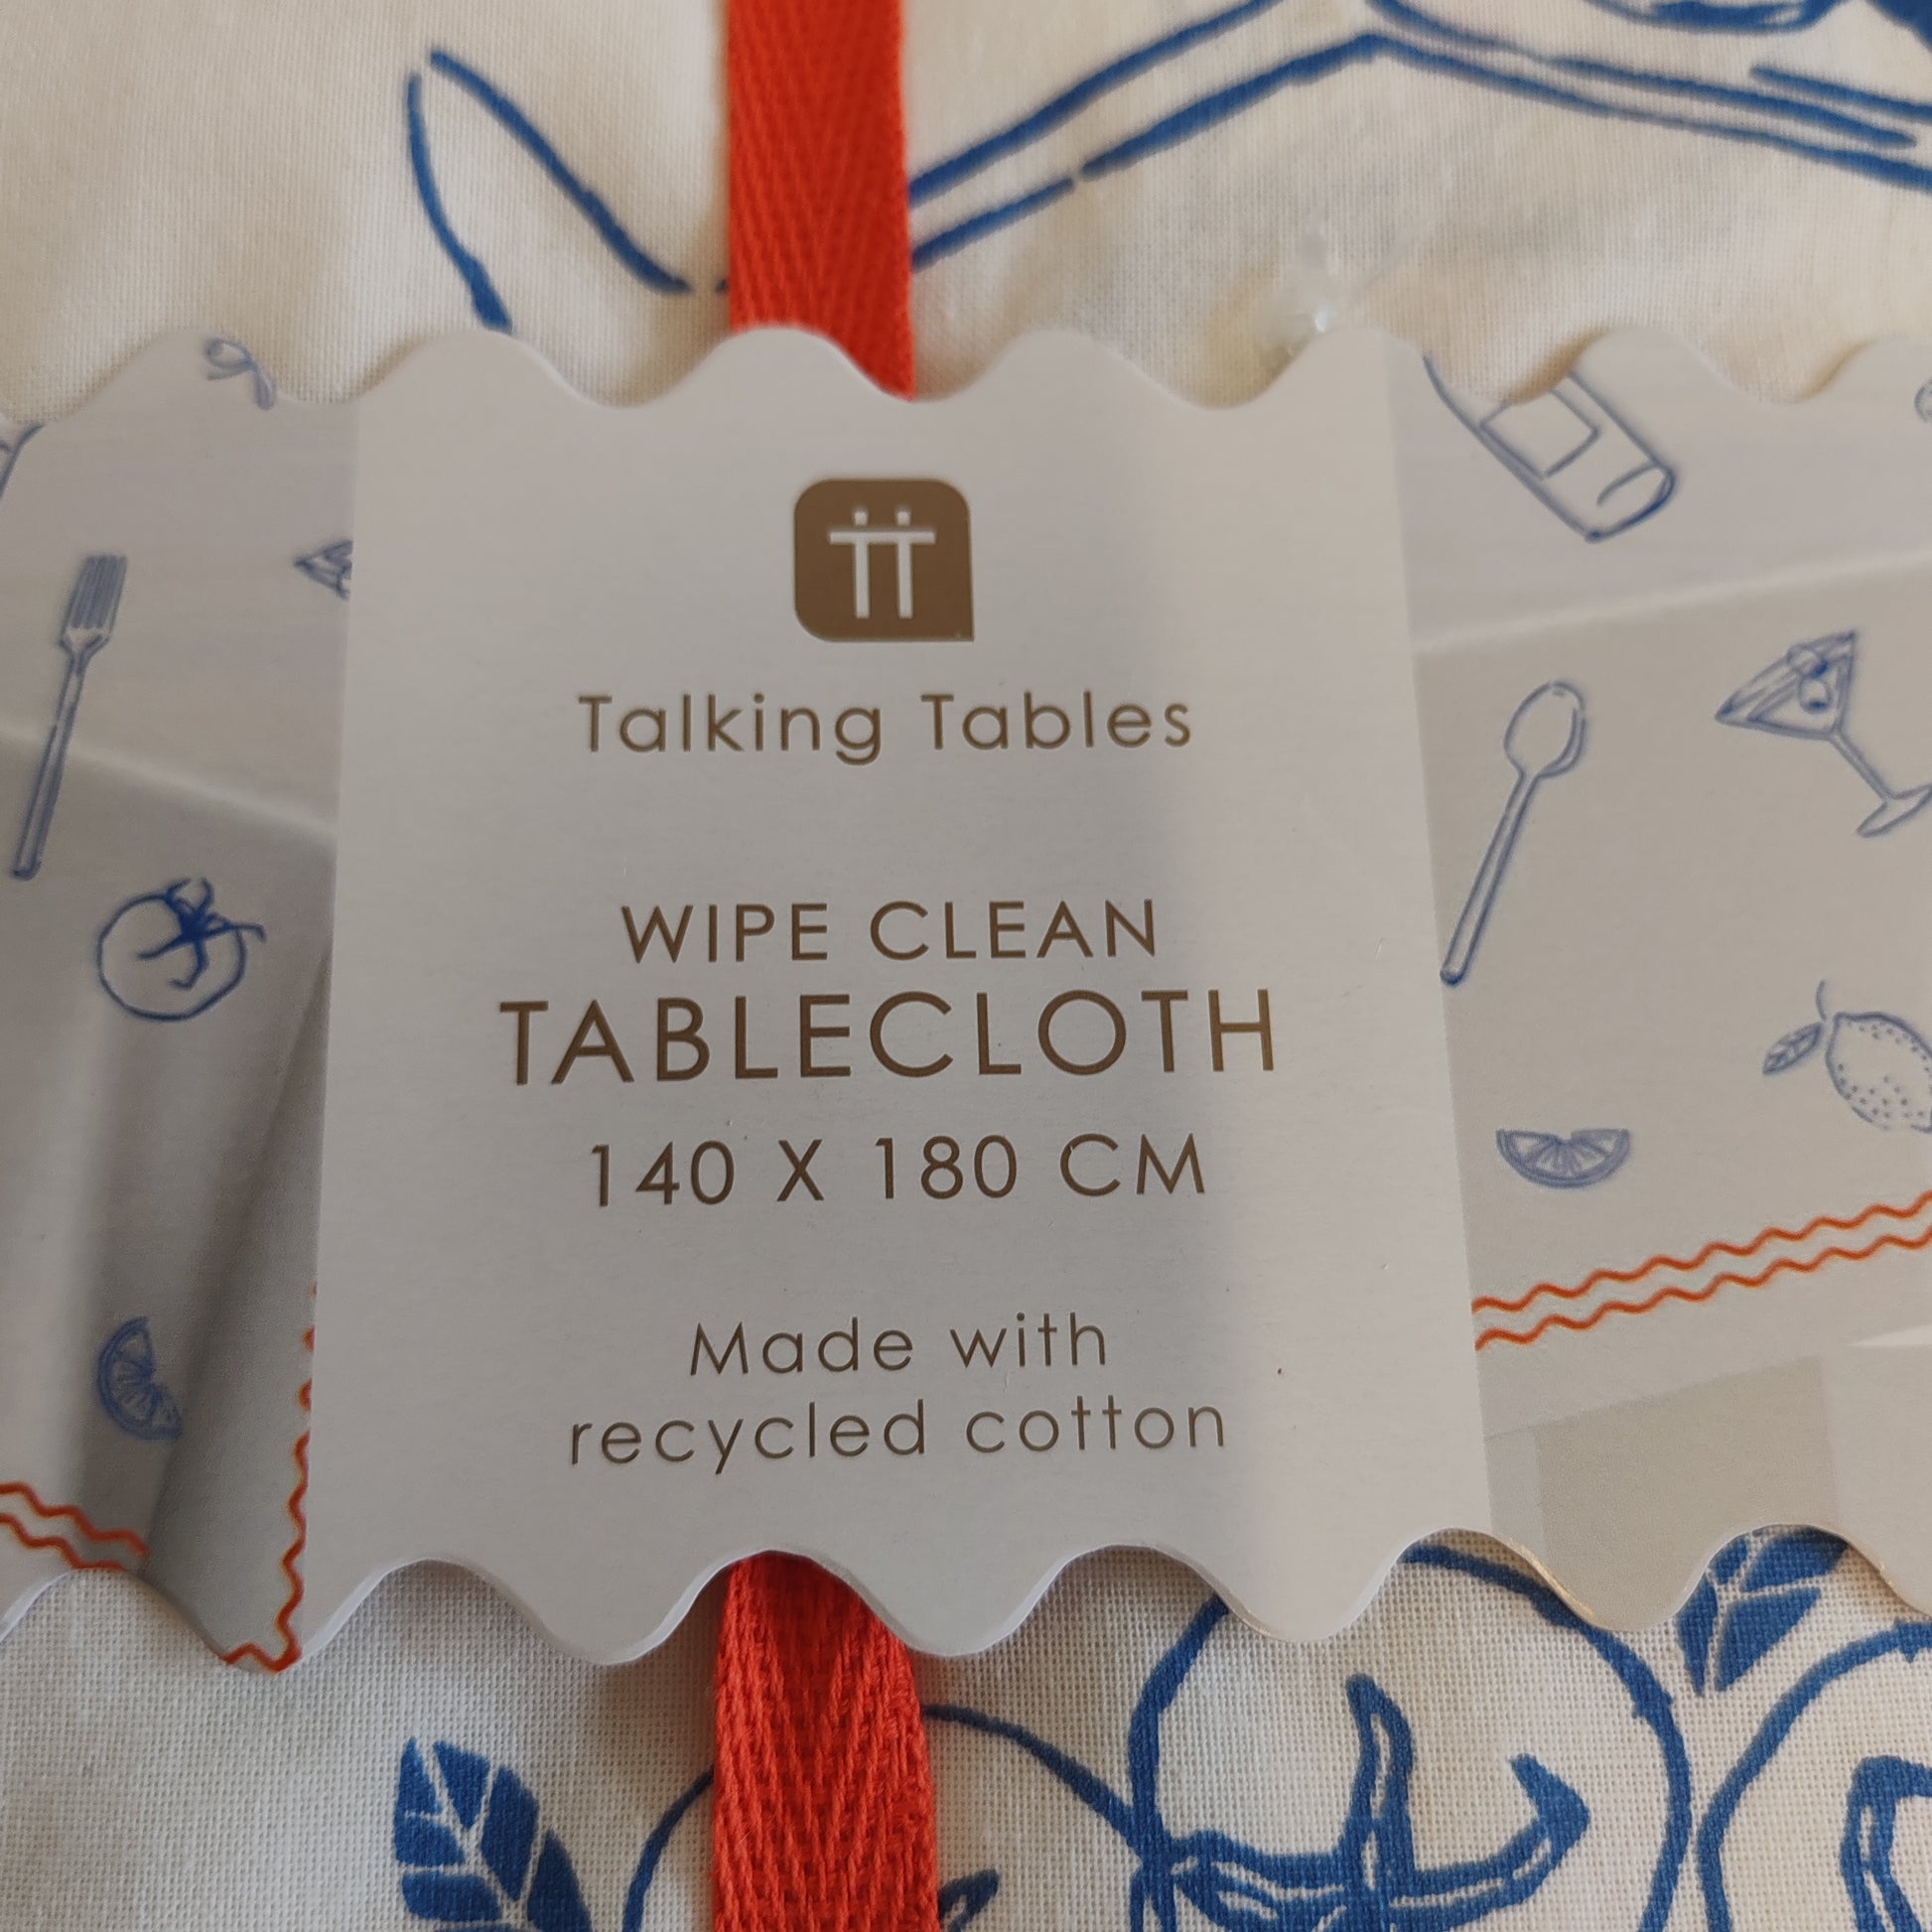 Talking Tables
WIPE CLEAN
TABLECLOTH
140 X 180 CM
Made with
recycled cotton